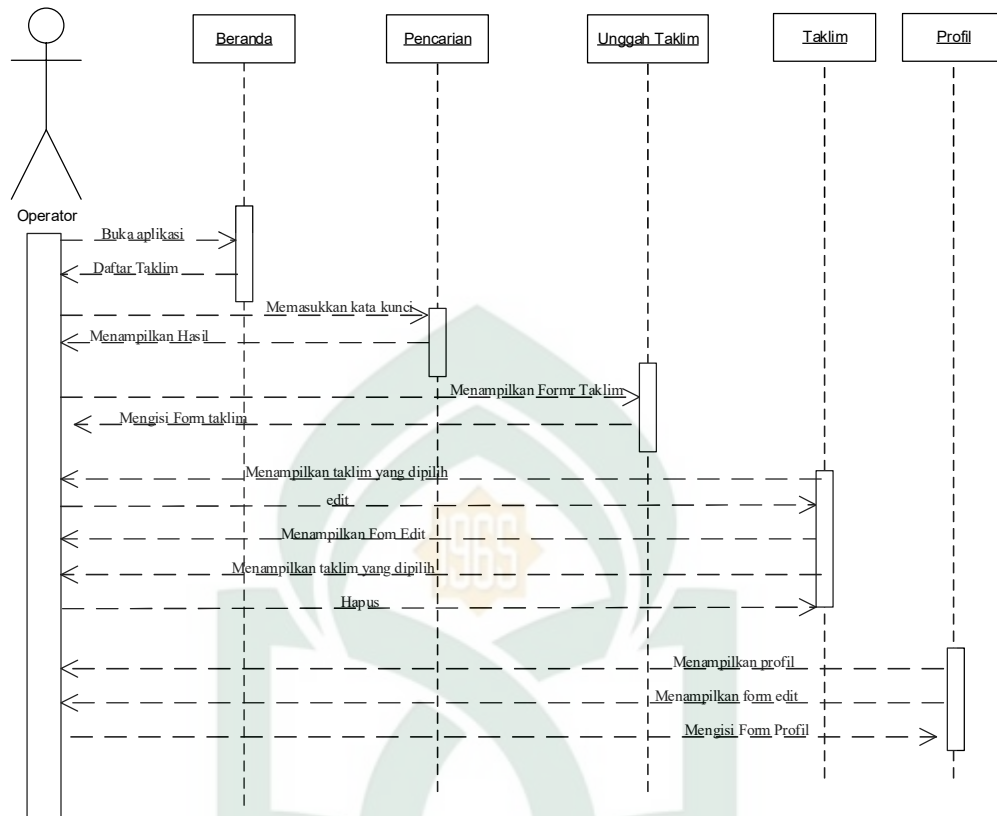 Beranda
Pencarian
Unggah Taklim
Taklim
Profil
Operator
Buka aplikasi
Daftar Taklim
Memasukkan kata kunci
Menampilkan Hasil
Menampilkan Formr Taklim
Mengisi Form taklim
Menampilkan taklim yang dipilih
edit
Menampilkan Fom Edit
Menampilkan taklim yang dipilih
Hapus
Menampilkan profil
Menampilkan form edit
Mengisi Form Profil
1965